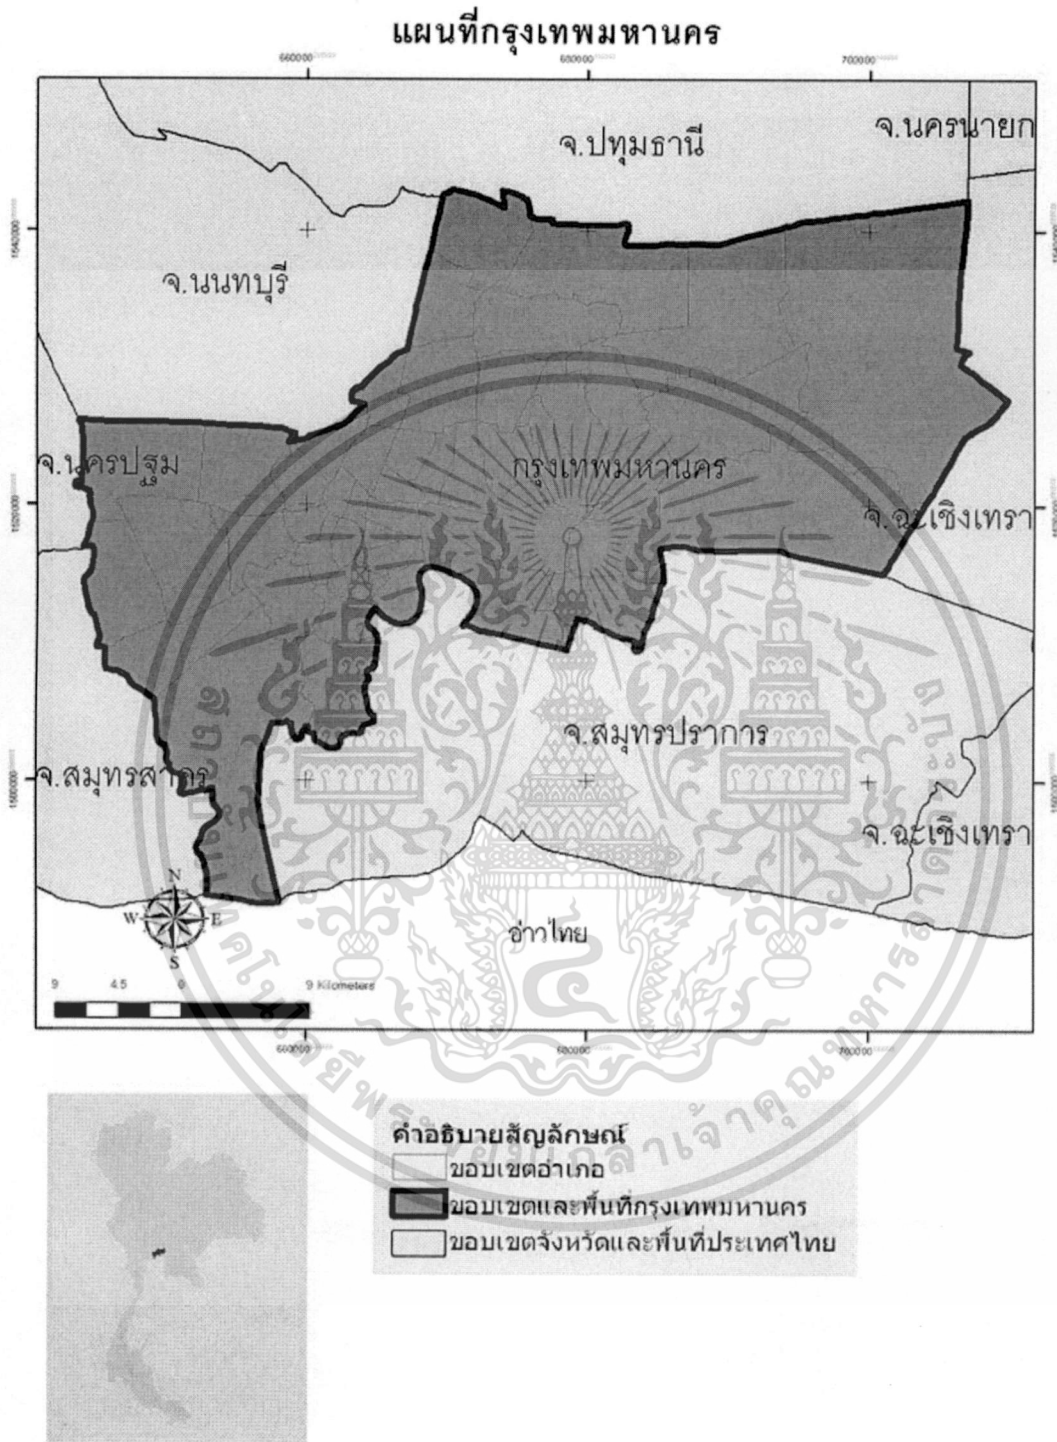 แผนที่กรุงเทพมหานคร
660000 680000 700000
จ.นครนายก
จ.ปทุมธานี
จ.นนทบุรี
จ.นครปฐม
กรุงเทพมหานคร
จ.ฉะเชิงเทรา
จ.สมุทรปราการ
จ.สมุทรสาคร
จ.ฉะเชิงเทรา
อ่าวไทย
N
W E
S
9 4.5 0 9 Kilometers
660000 680000 700000
คำอธิบายสัญลักษณ์
ขอบเขตอำเภอ
ขอบเขตและพื้นที่กรุงเทพมหานคร
ขอบเขตจังหวัดและพื้นที่ประเทศไทย